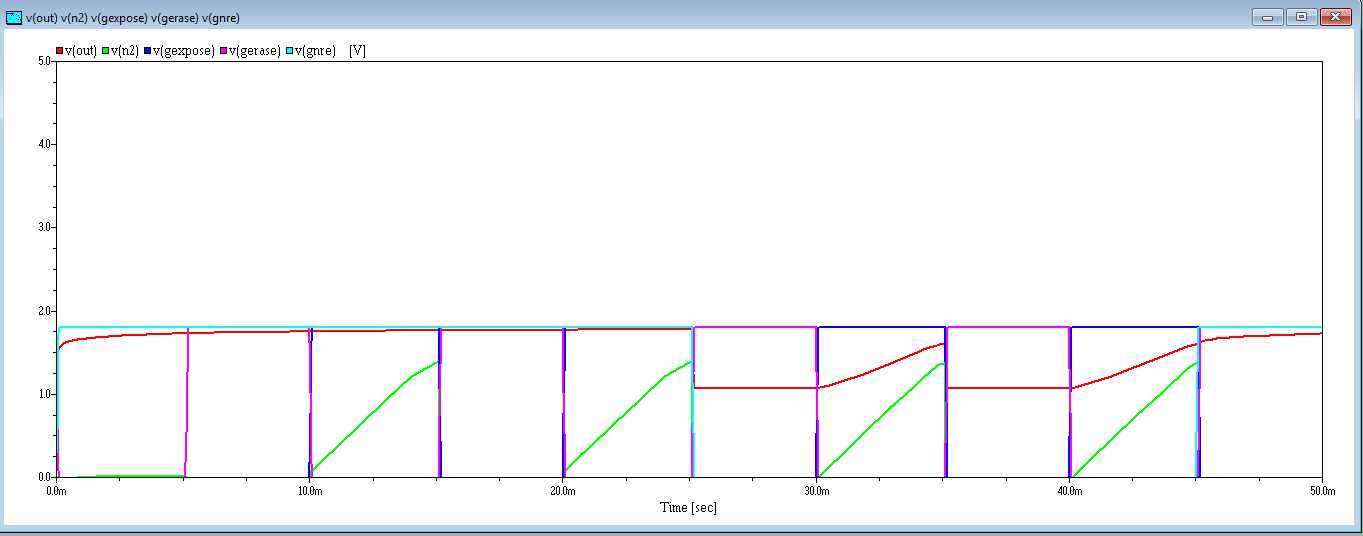 v(out) v(n2) v(gexpose) v(gerase) v(gnre)
v(out) v(n2) v(gexpose) v(gerase) v(gnre) [V]
5.0
4.0
3.0
2.0
1.0
0.0
0.0m 10.0m 20.0m 30.0m 40.0m 50.0m
Time [sec]